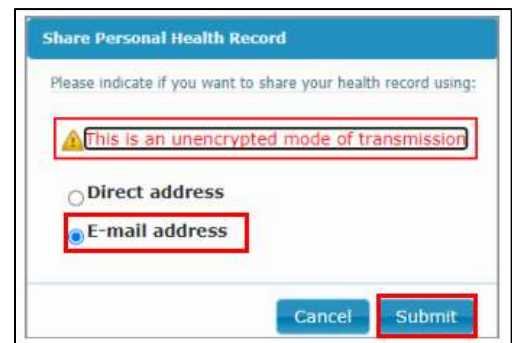 Share Personal Health Record
Please indicate if you want to share your health record using:
This is an unencrypted mode of transmission
Direct address
E-mail address
Cancel Submit